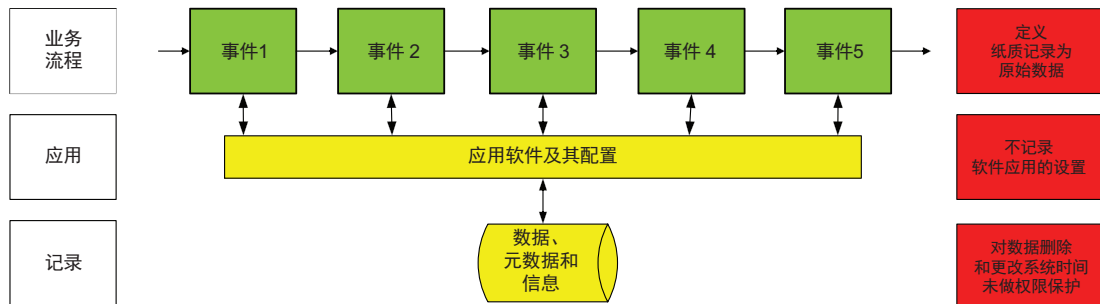 业务
流程
事件1
事件 2
事件 3
事件 4
事件5
定义
纸质记录为
原始数据
应用
应用软件及其配置
不记录
软件应用的设置
记录
数据、
元数据和
信息
对数据删除
和更改系统时间
未做权限保护